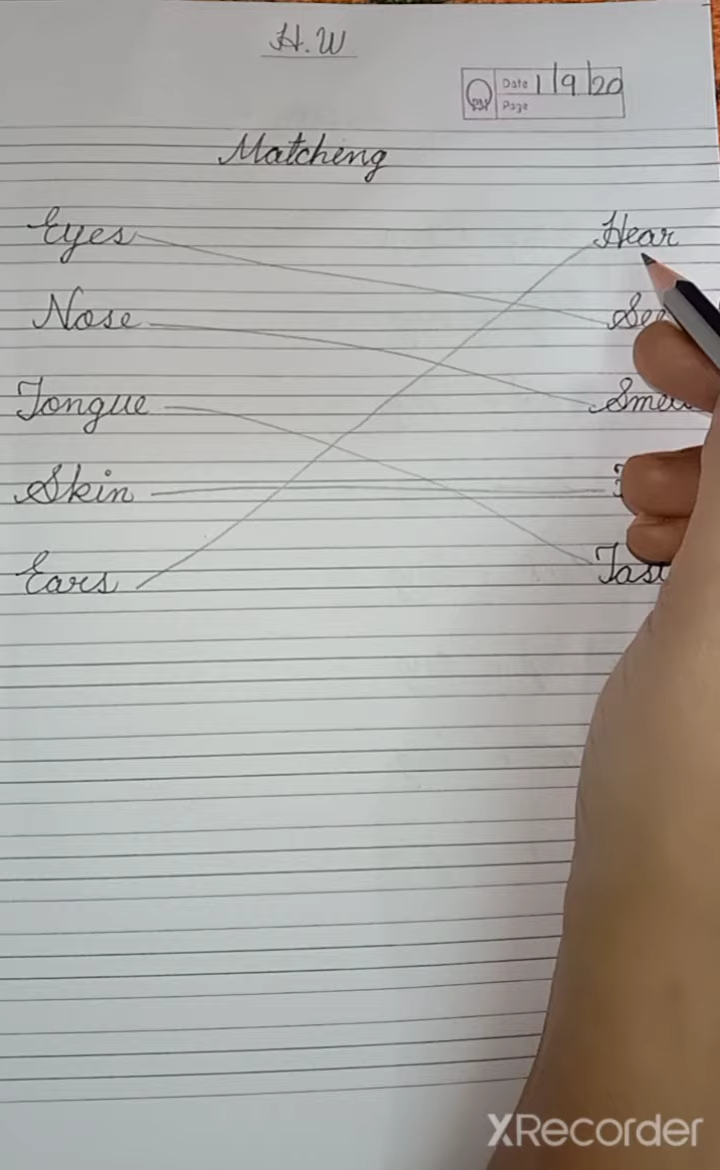 H.W
Date 1/9/20
Page
Matching
Eyes Hear
Nose
Tongue
Skin
Ears
XRecorder